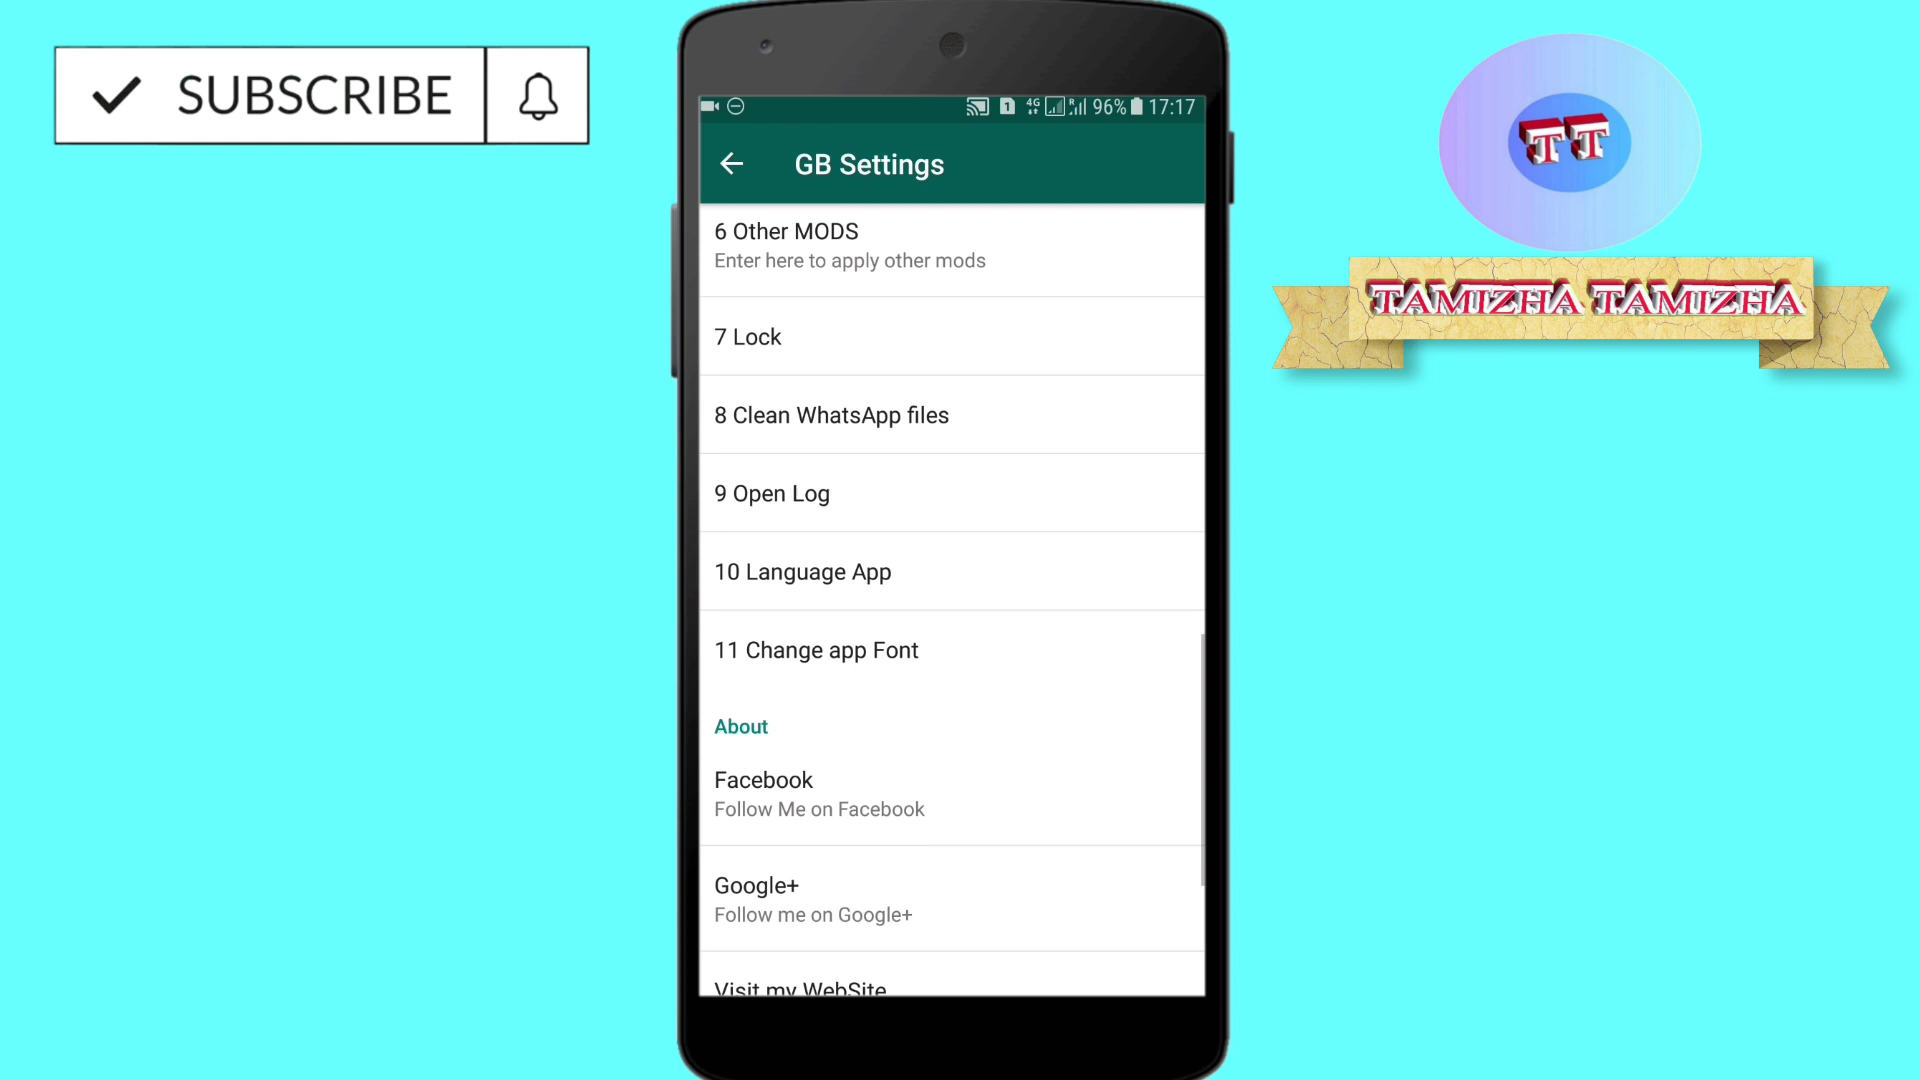 SUBSCRIBE
1 4G R 96% 17:17
GB Settings
6 Other MODS
Enter here to apply other mods
7 Lock
8 Clean WhatsApp files
9 Open Log
10 Language App
11 Change app Font
About
Facebook
Follow Me on Facebook
Google+
Follow me on Google+
Visit my WebSite
TT
TAMIZHA TAMIZHA